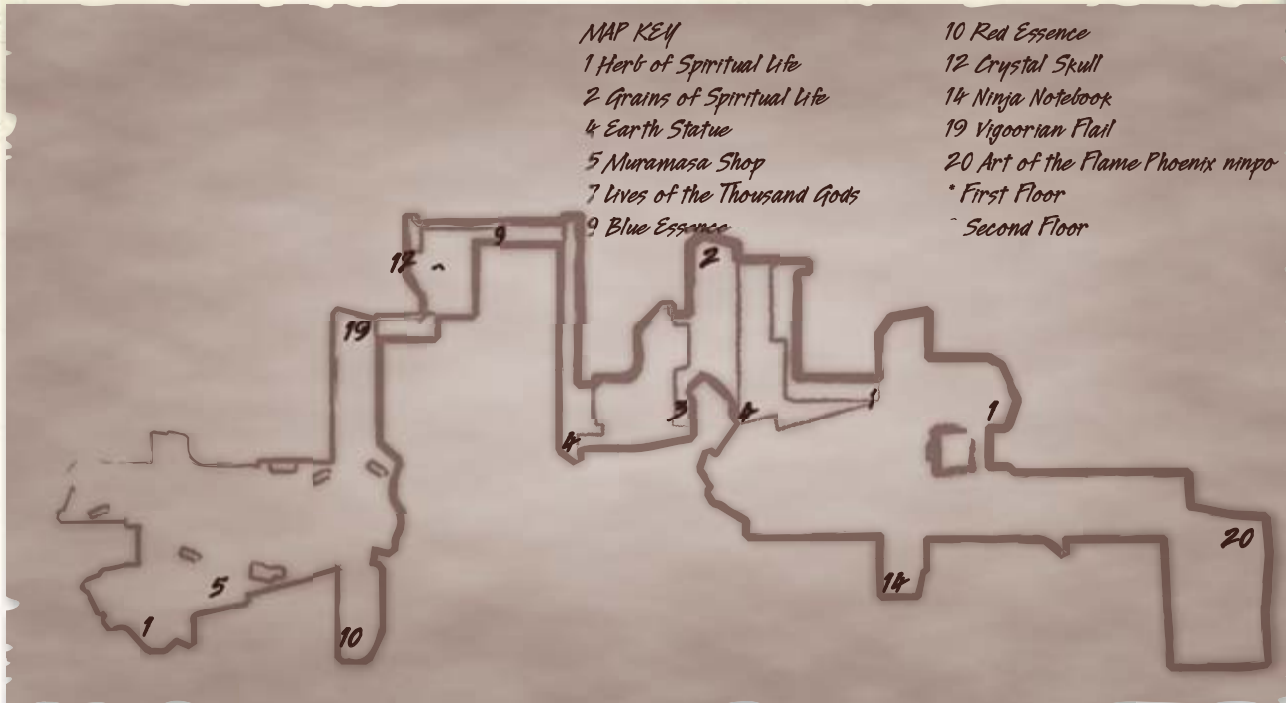 MAP KEY
1 Herb of Spiritual Life
2 Grains of Spiritual Life
4 Earth Statue
5 Muramasa Shop
7 Lives of the Thousand Gods
9 Blue Essence
10 Red Essence
12 Crystal Skull
14 Ninja Notebook
19 Vigoorian Flail
20 Art of the Flame Phoenix ninpo
* First Floor
^ Second Floor
9
2
12 ^
19
1
3
4
1
4
20
5
14
1
10